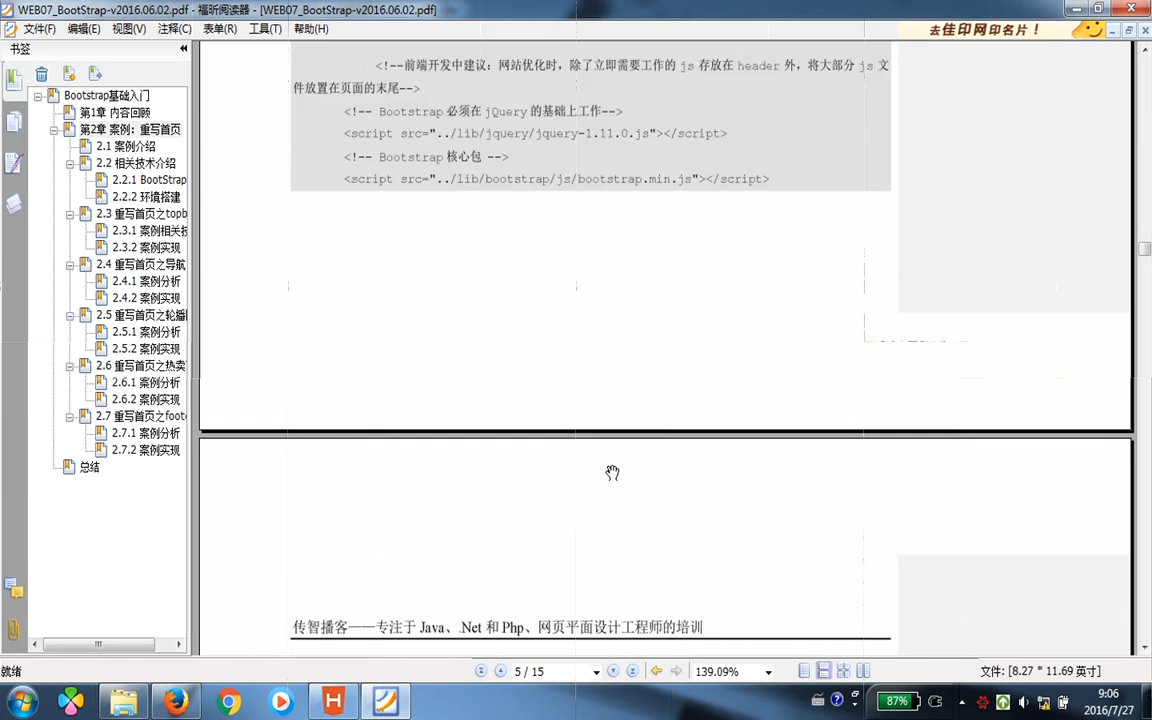 WEB07_BootStrap-v2016.06.02.pdf - 福昕阅读器 - [WEB07_BootStrap-v2016.06.02.pdf]
文件(F) 编辑(E) 视图(V) 注释(C) 表单(R) 工具(T) 帮助(H)
去佳印网印名片！
书签
Bootstrap基础入门
第1章 内容回顾
第2章 案例：重写首页
2.1 案例介绍
2.2 相关技术介绍
2.2.1 BootStrap
2.2.2 环境搭建
2.3 重写首页之topb
2.3.1 案例相关技
2.3.2 案例实现
2.4 重写首页之导航
2.4.1 案例分析
2.4.2 案例实现
2.5 重写首页之轮播
2.5.1 案例分析
2.5.2 案例实现
2.6 重写首页之热卖
2.6.1 案例分析
2.6.2 案例实现
2.7 重写首页之foote
2.7.1 案例分析
2.7.2 案例实现
总结
<!--前端开发中建议：网站优化时，除了立即需要工作的 js 存放在 header 外，将大部分 js 文
件放置在页面的末尾-->
<!-- Bootstrap 必须在 jQuery 的基础上工作-->
<script src="../lib/jquery/jquery-1.11.0.js"></script>
<!-- Bootstrap 核心包 -->
<script src="../lib/bootstrap/js/bootstrap.min.js"></script>
传智播客——专注于 Java、.Net 和 Php、网页平面设计工程师的培训
就绪
5 / 15
139.09%
文件: [8.27 * 11.69 英寸]
87%
9:06
2016/7/27